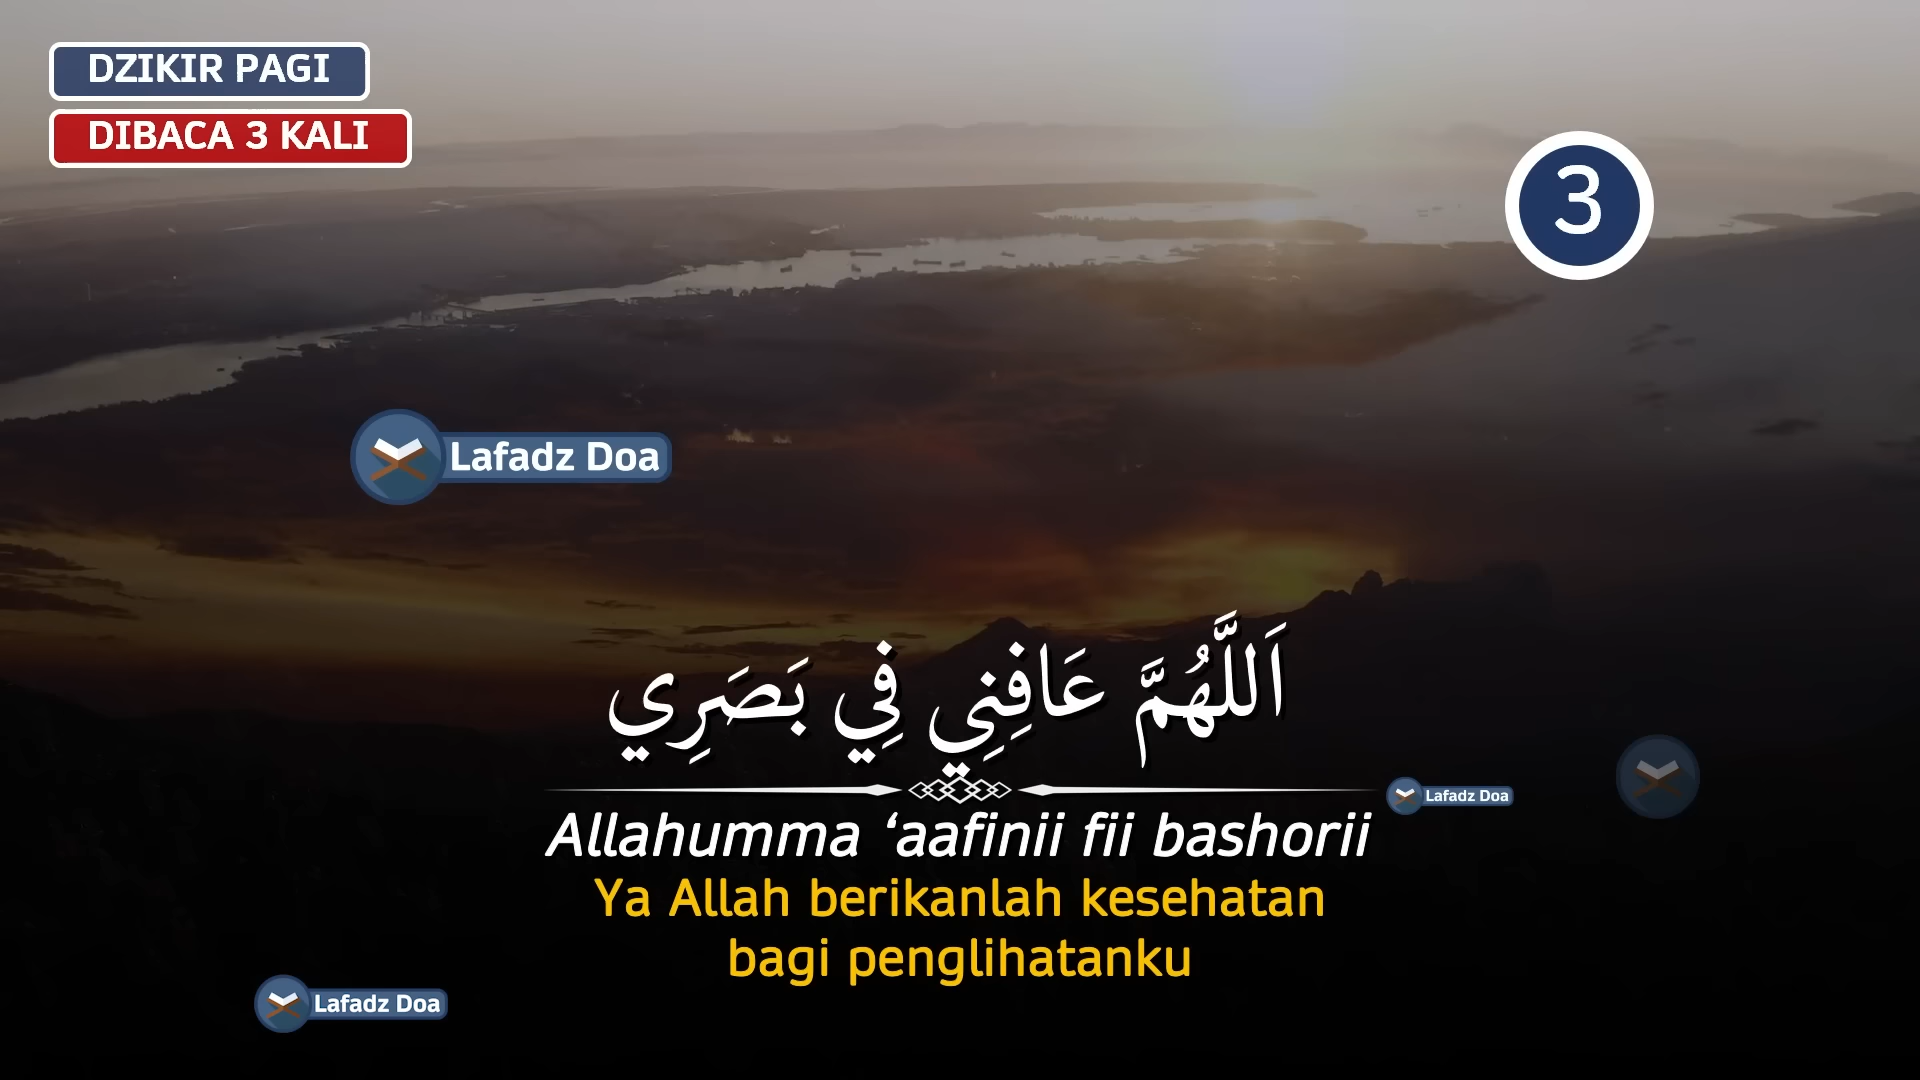 DZIKIR PAGI
DIBACA 3 KALI
3
Lafadz Doa
اَللَّهُمَّ عَافِنِي فِي بَصَرِي
Lafadz Doa
Allahumma ‘aafinii fii bashorii
Ya Allah berikanlah kesehatan
bagi penglihatanku
Lafadz Doa